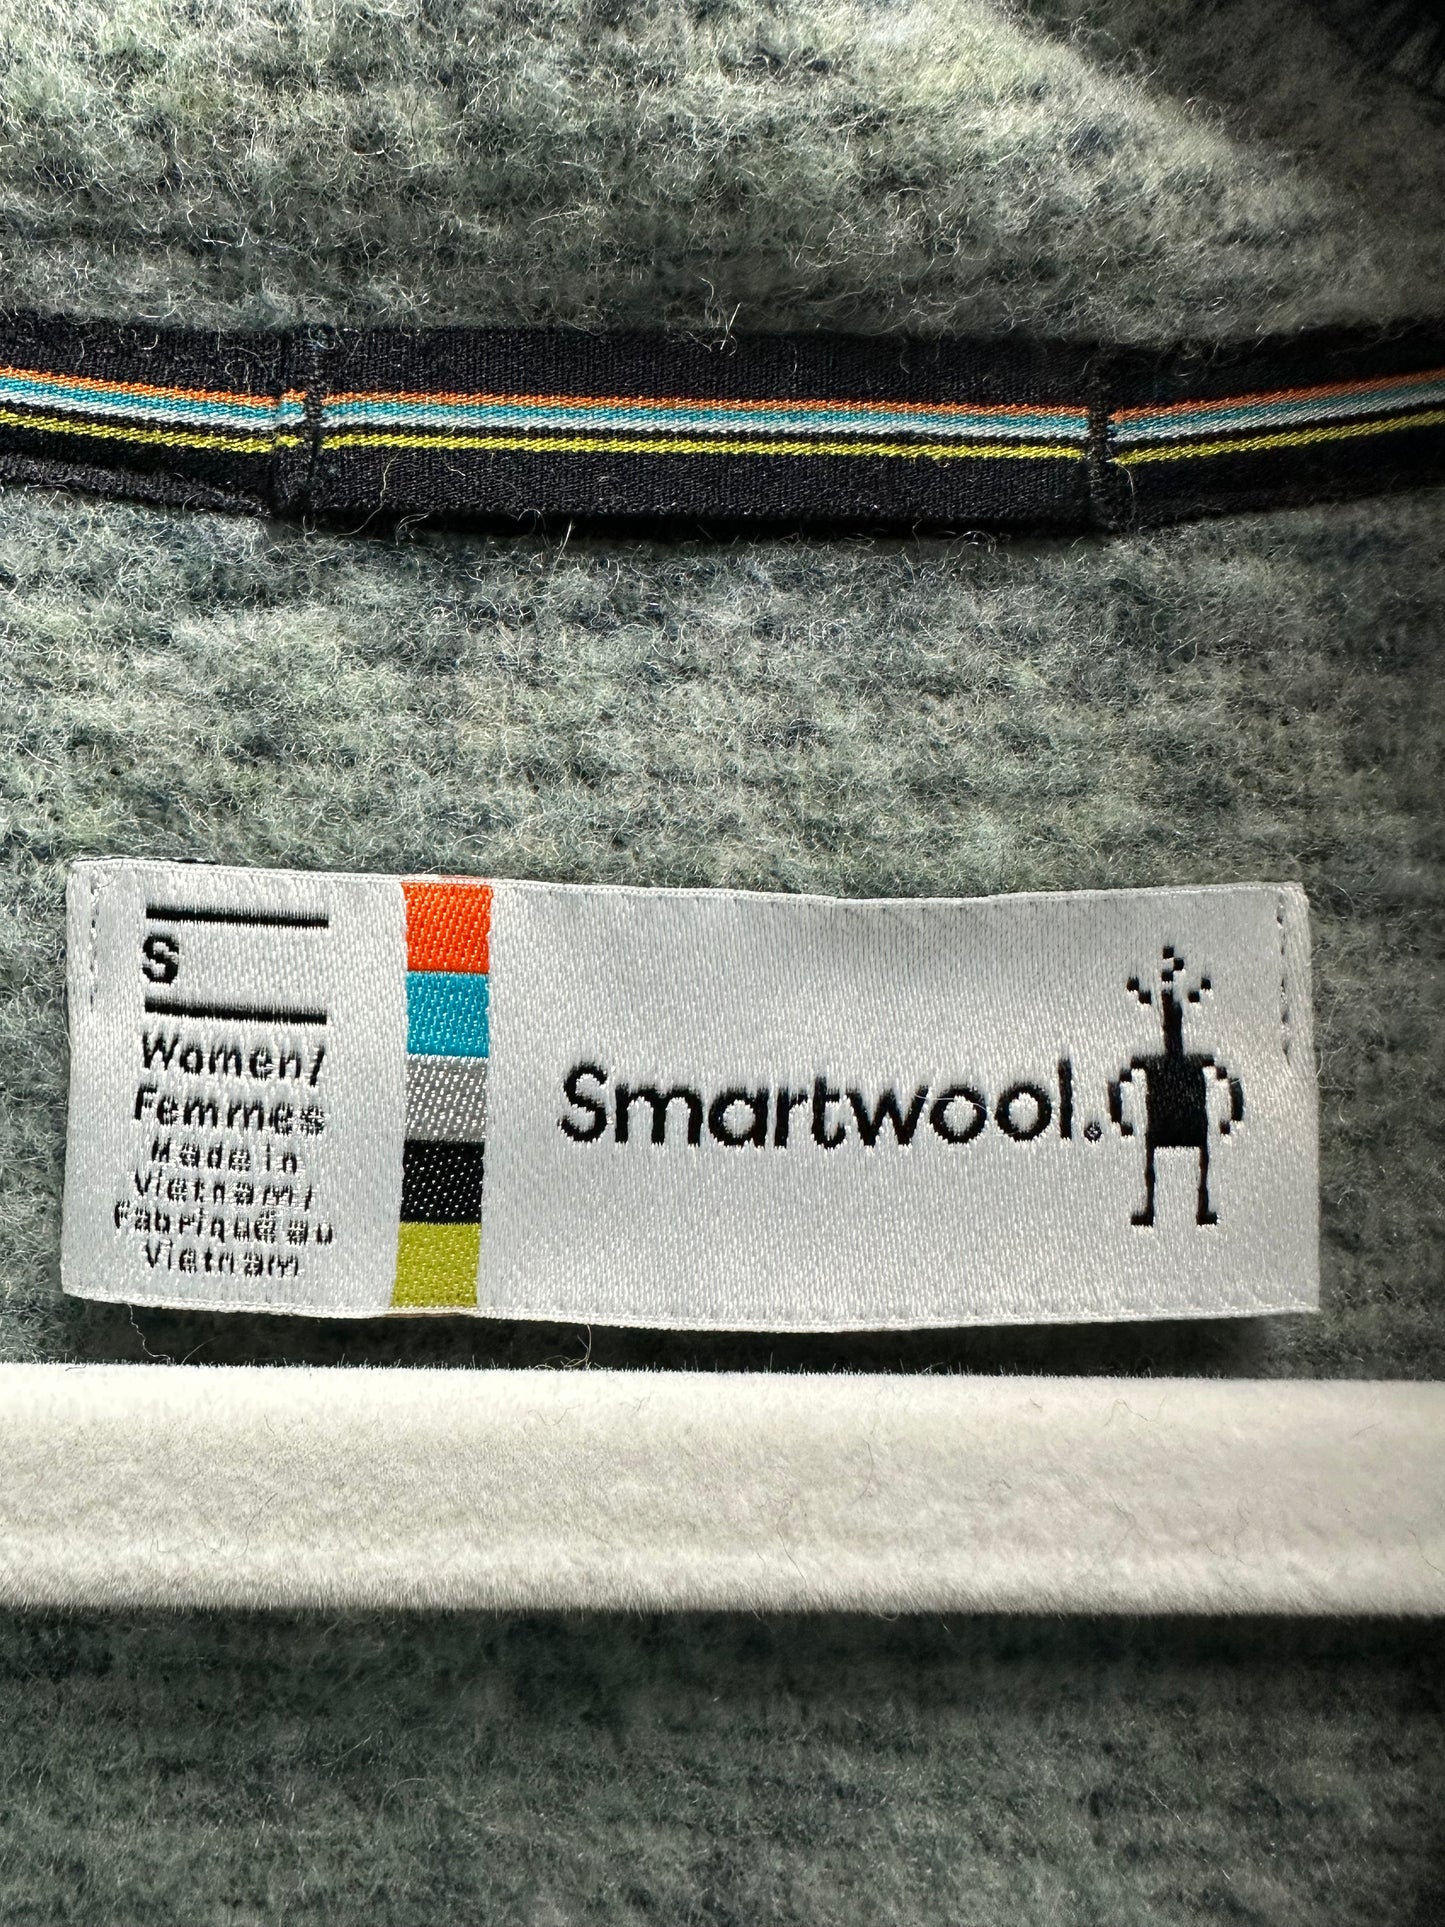 S
Women/
Femmes
Made in
Vietnam/
Fabriqué au
Vietnam
Smartwool®